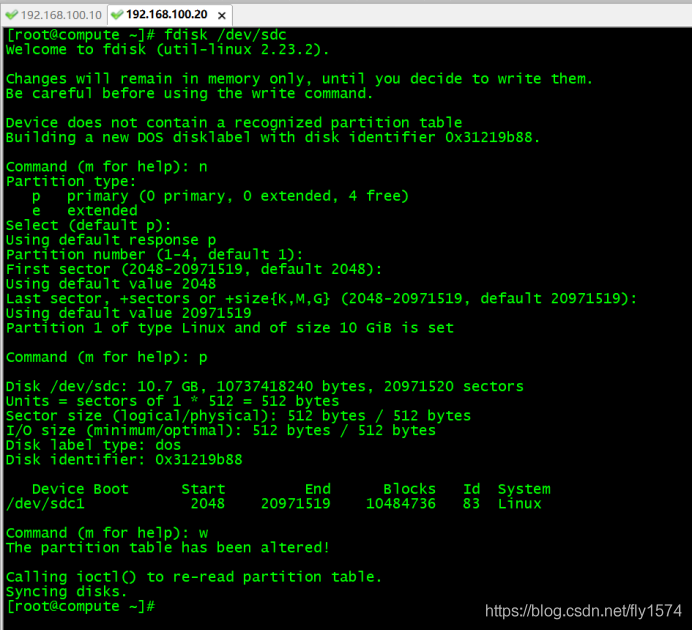 192.168.100.10 192.168.100.20 ×
[root@compute ~]# fdisk /dev/sdc
Welcome to fdisk (util-linux 2.23.2).
Changes will remain in memory only, until you decide to write them.
Be careful before using the write command.
Device does not contain a recognized partition table
Building a new DOS disklabel with disk identifier 0x31219b88.
Command (m for help): n
Partition type:
   p   primary (0 primary, 0 extended, 4 free)
   e   extended
Select (default p):
Using default response p
Partition number (1-4, default 1):
First sector (2048-20971519, default 2048):
Using default value 2048
Last sector, +sectors or +size{K,M,G} (2048-20971519, default 20971519):
Using default value 20971519
Partition 1 of type Linux and of size 10 GiB is set
Command (m for help): p
Disk /dev/sdc: 10.7 GB, 10737418240 bytes, 20971520 sectors
Units = sectors of 1 * 512 = 512 bytes
Sector size (logical/physical): 512 bytes / 512 bytes
I/O size (minimum/optimal): 512 bytes / 512 bytes
Disk label type: dos
Disk identifier: 0x31219b88
   Device Boot      Start         End      Blocks   Id  System
/dev/sdc1            2048    20971519    10484736   83  Linux
Command (m for help): w
The partition table has been altered!
Calling ioctl() to re-read partition table.
Syncing disks.
[root@compute ~]#
https://blog.csdn.net/fly1574